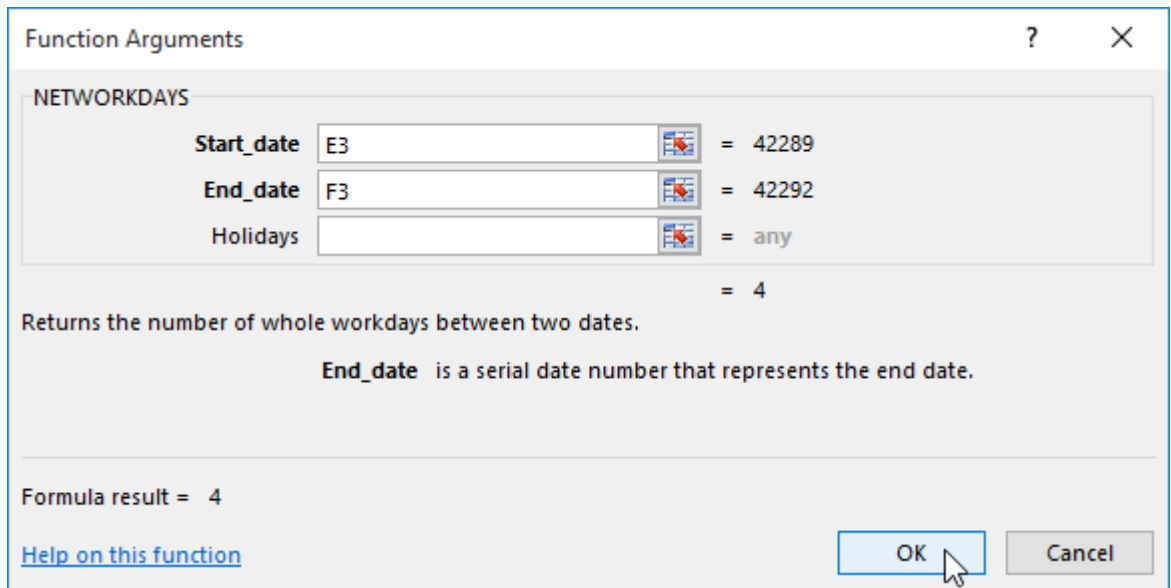 Function Arguments ?
NETWORKDAYS
Start_date E3 = 42289
End_date F3 = 42292
Holidays = any
= 4
Returns the number of whole workdays between two dates.
End_date is a serial date number that represents the end date.
Formula result = 4
Help on this function OK Cancel